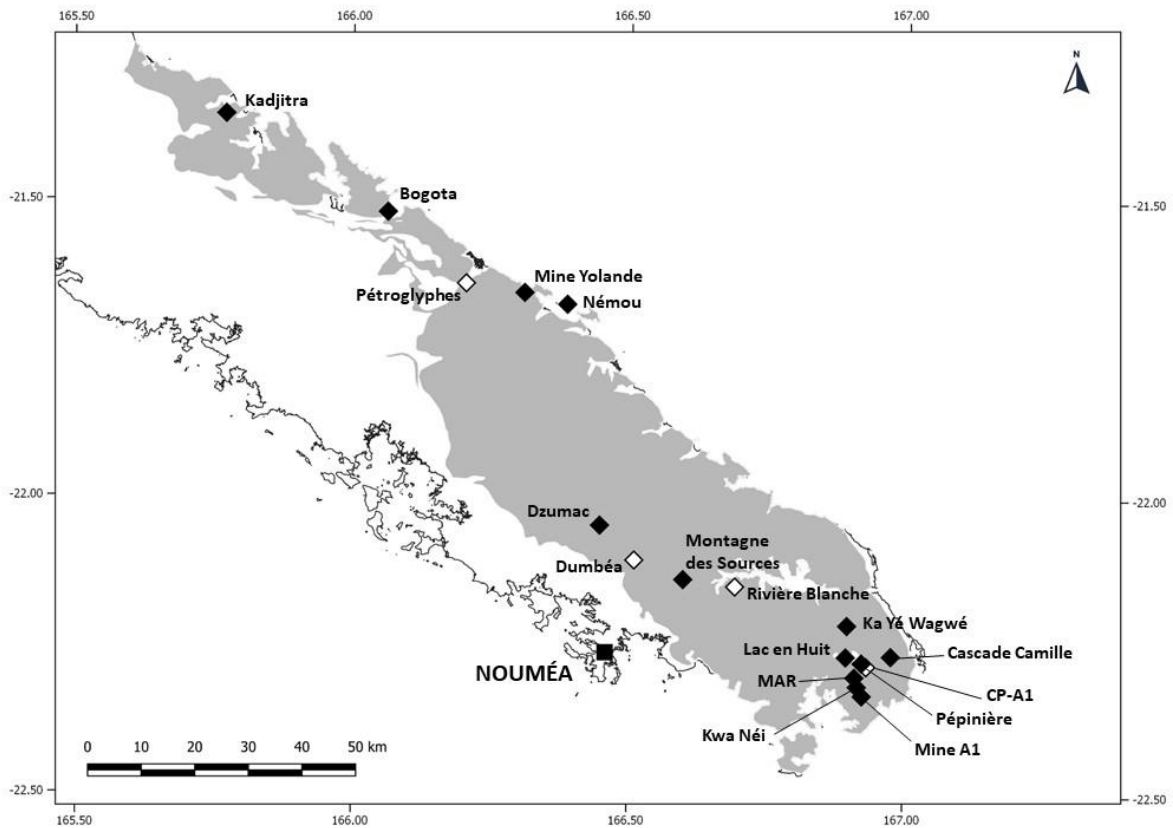 165.50 166.00 166.50 167.00
N
Kadjitra
-21.50
Bogota
-21.50
Mine Yolande
Pétroglyphes
Némou
-22.00
-22.00
Dzumac
Montagne
des Sources
Dumbéa
Rivière Blanche
Ka Yé Wagwé
Lac en Huit
Cascade Camille
NOUMÉA
MAR
CP-A1
Pépinière
Kwa Néi
Mine A1
0 10 20 30 40 50 km
-22.50
-22.50
165.50 166.00 166.50 167.00